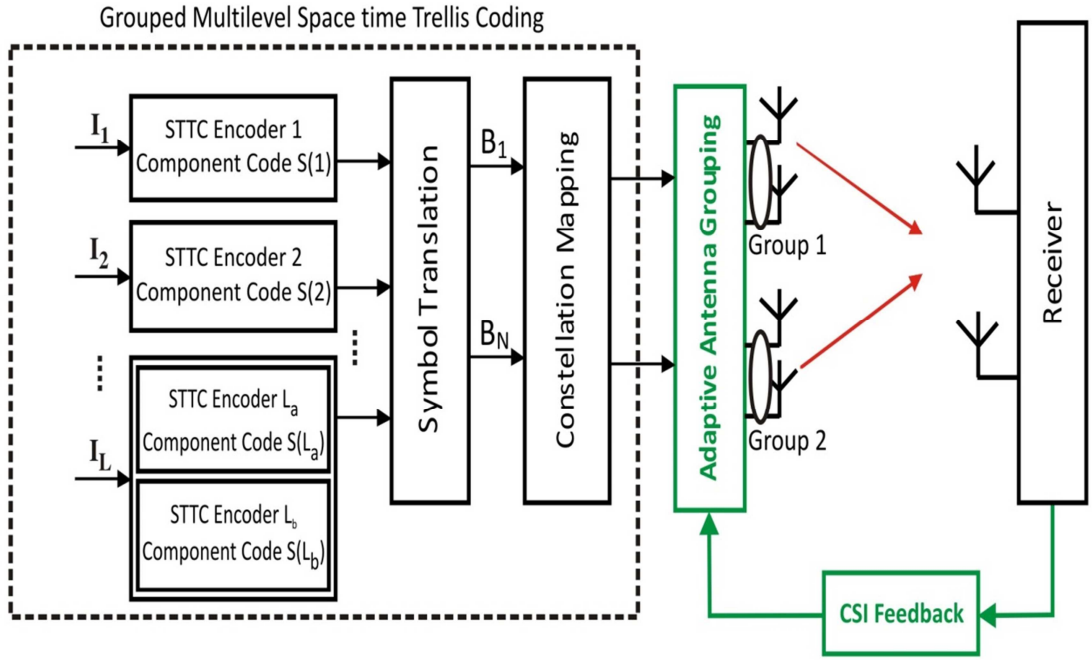 Grouped Multilevel Space time Trellis Coding
I1
STTC Encoder 1
Component Code S(1)
I2
STTC Encoder 2
Component Code S(2)
IL
STTC Encoder La
Component Code S(La)
STTC Encoder Lb
Component Code S(Lb)
Symbol Translation
B1
BN
Constellation Mapping
Adaptive Antenna Grouping
Group 1
Group 2
Receiver
CSI Feedback